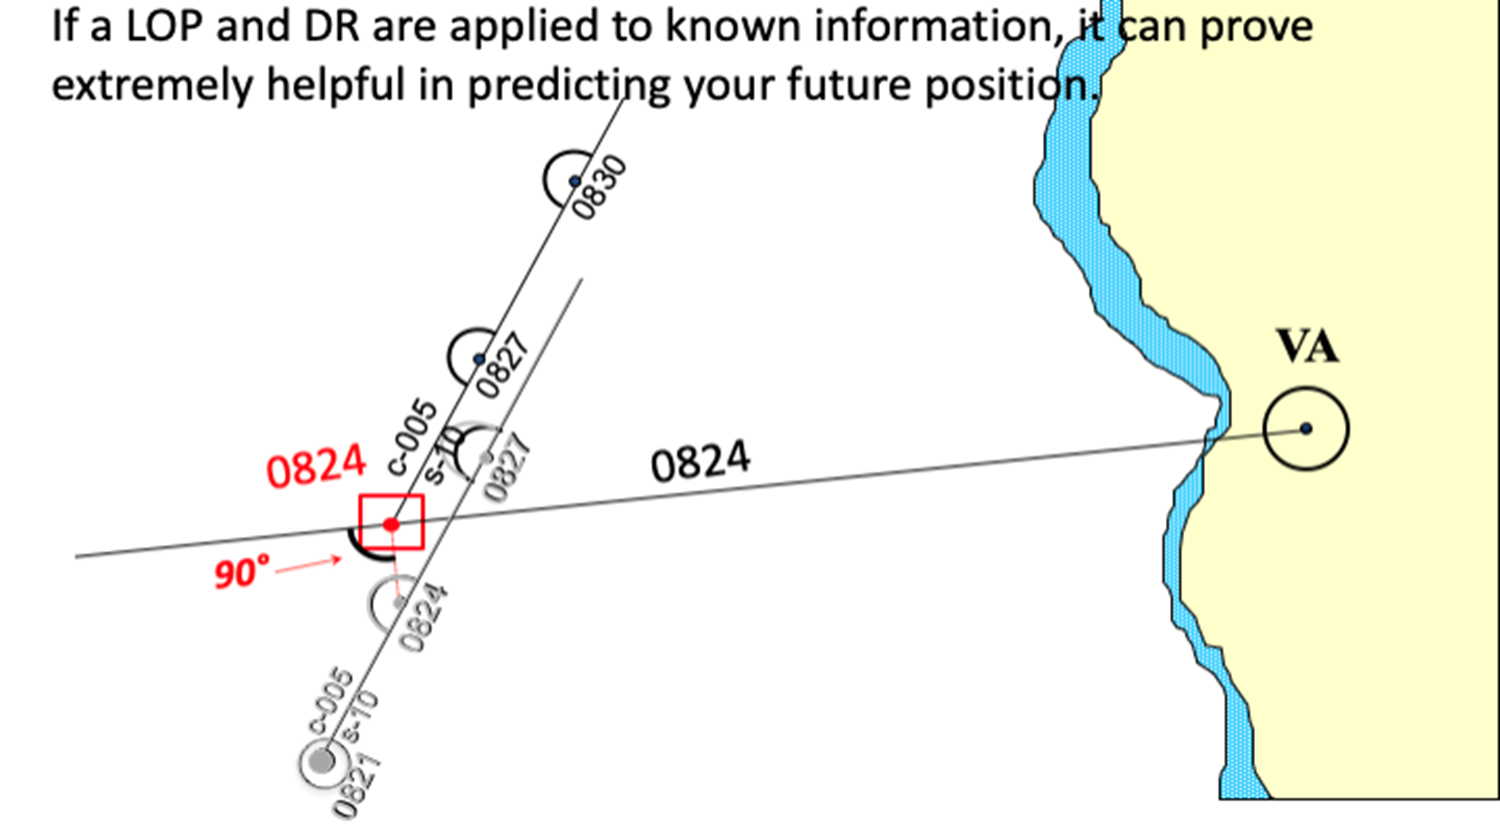 If a LOP and DR are applied to known information, it can prove
extremely helpful in predicting your future position.
0830
0827
VA
c-005
s-10
0824
0824
0827
90°
0824
c-005
s-10
0821